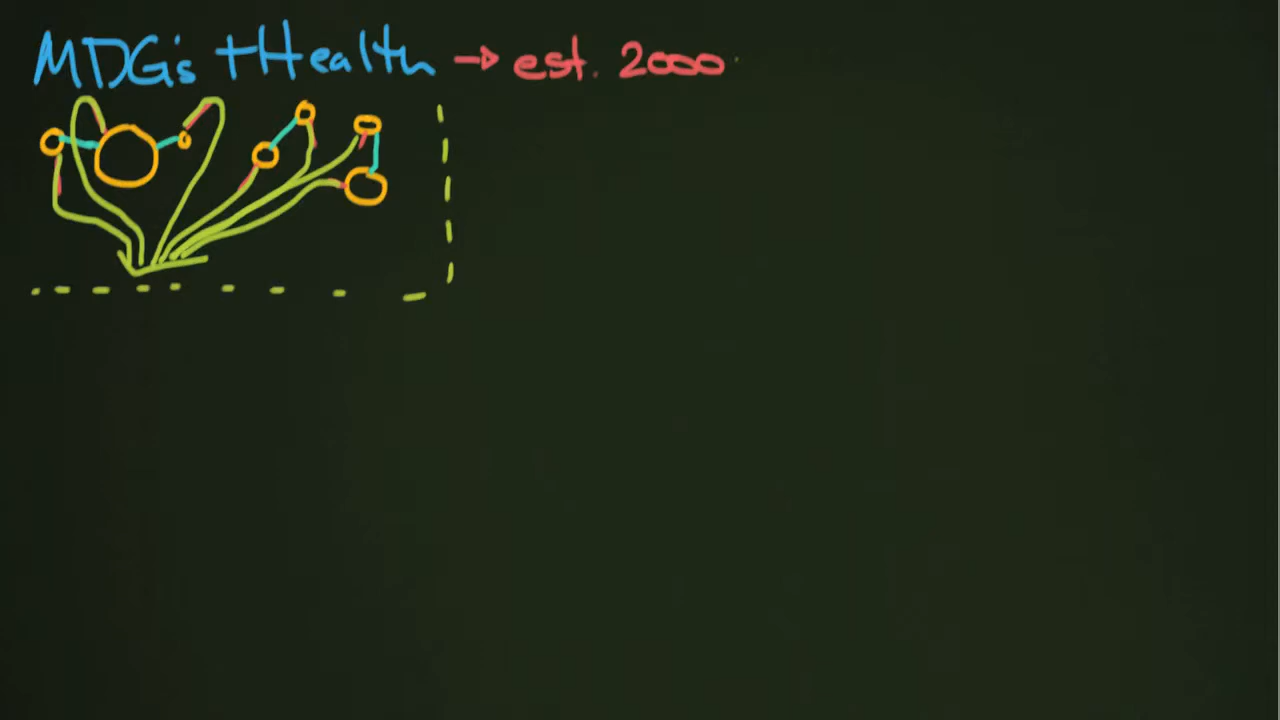 MDG's + Health → est. 2000